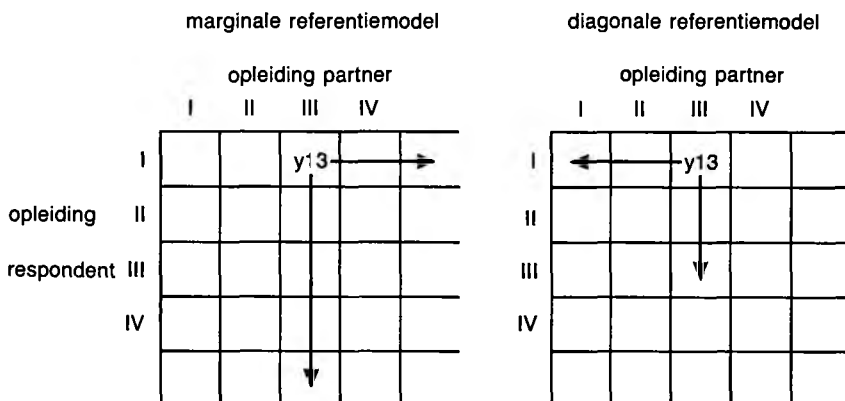 marginale referentiemodel diagonale referentiemodel
opleiding partner opleiding partner
I II III IV I II III IV
I y13 I y13
opleiding II II
respondent III III
IV IV